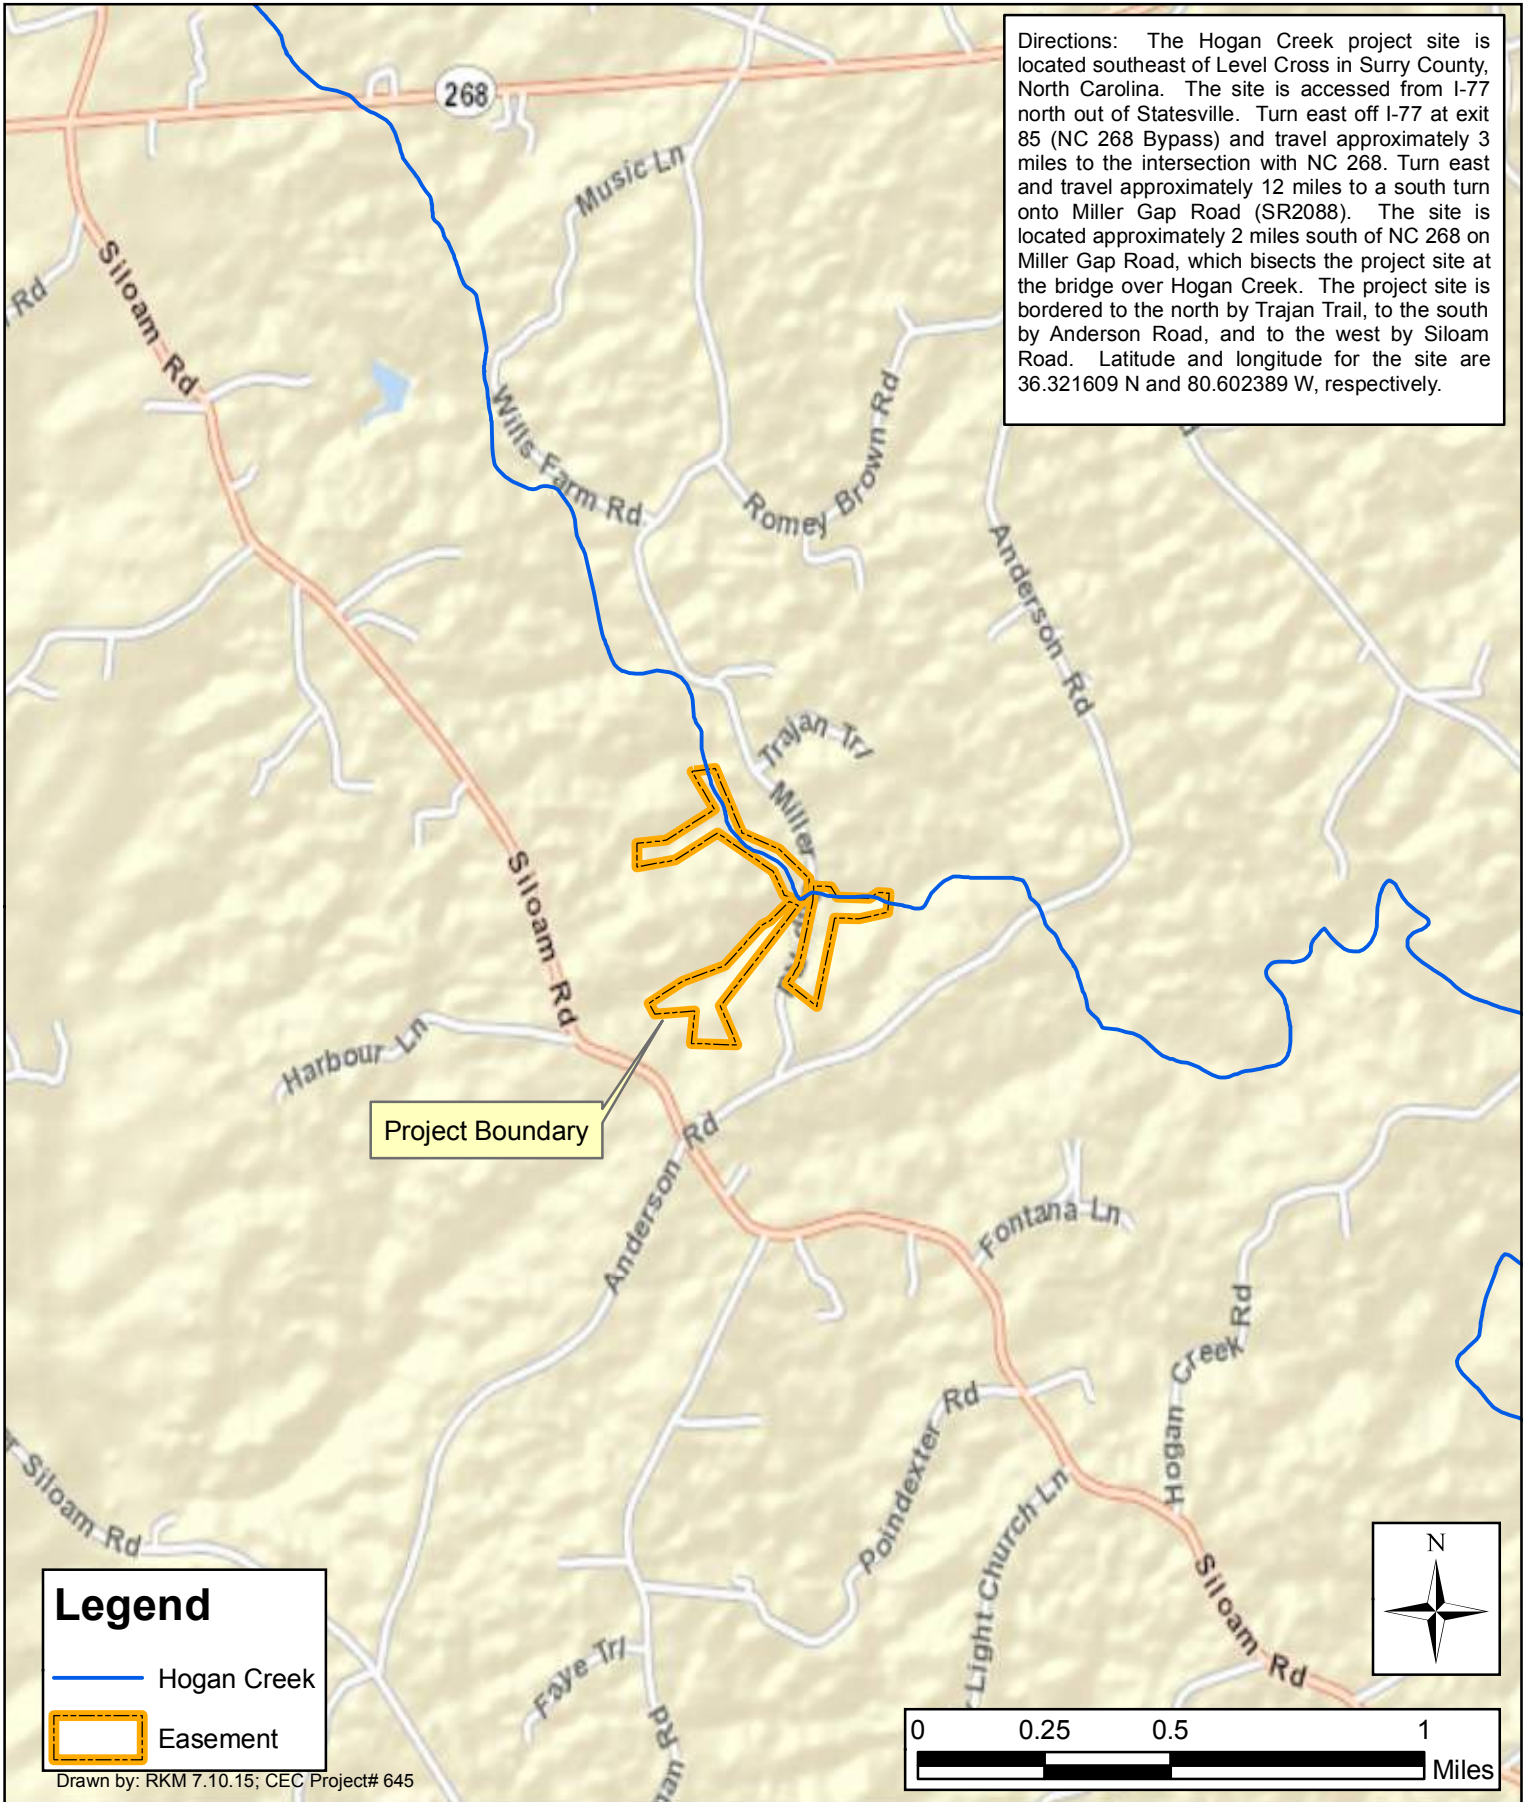 Directions: The Hogan Creek project site is
located southeast of Level Cross in Surry County,
North Carolina. The site is accessed from I-77
north out of Statesville. Turn east off I-77 at exit
85 (NC 268 Bypass) and travel approximately 3
miles to the intersection with NC 268. Turn east
and travel approximately 12 miles to a south turn
onto Miller Gap Road (SR2088). The site is
located approximately 2 miles south of NC 268 on
Miller Gap Road, which bisects the project site at
the bridge over Hogan Creek. The project site is
bordered to the north by Trajan Trail, to the south
by Anderson Road, and to the west by Siloam
Road. Latitude and longitude for the site are
36.321609 N and 80.602389 W, respectively.
268
Music Ln
Siloam Rd
Rd
Wills Farm Rd
Romey Brown Rd
Anderson Rd
Trajan Trl
Miller
Siloam Rd
Harbour Ln
Project Boundary
Anderson Rd
Fontana Ln
Hogan Creek Rd
Poindexter Rd
Siloam Rd
Light Church Ln
Siloam Rd
Faye Trl
Rd
Legend
Hogan Creek
Easement
Drawn by: RKM 7.10.15; CEC Project# 645
N
0 0.25 0.5 1
Miles